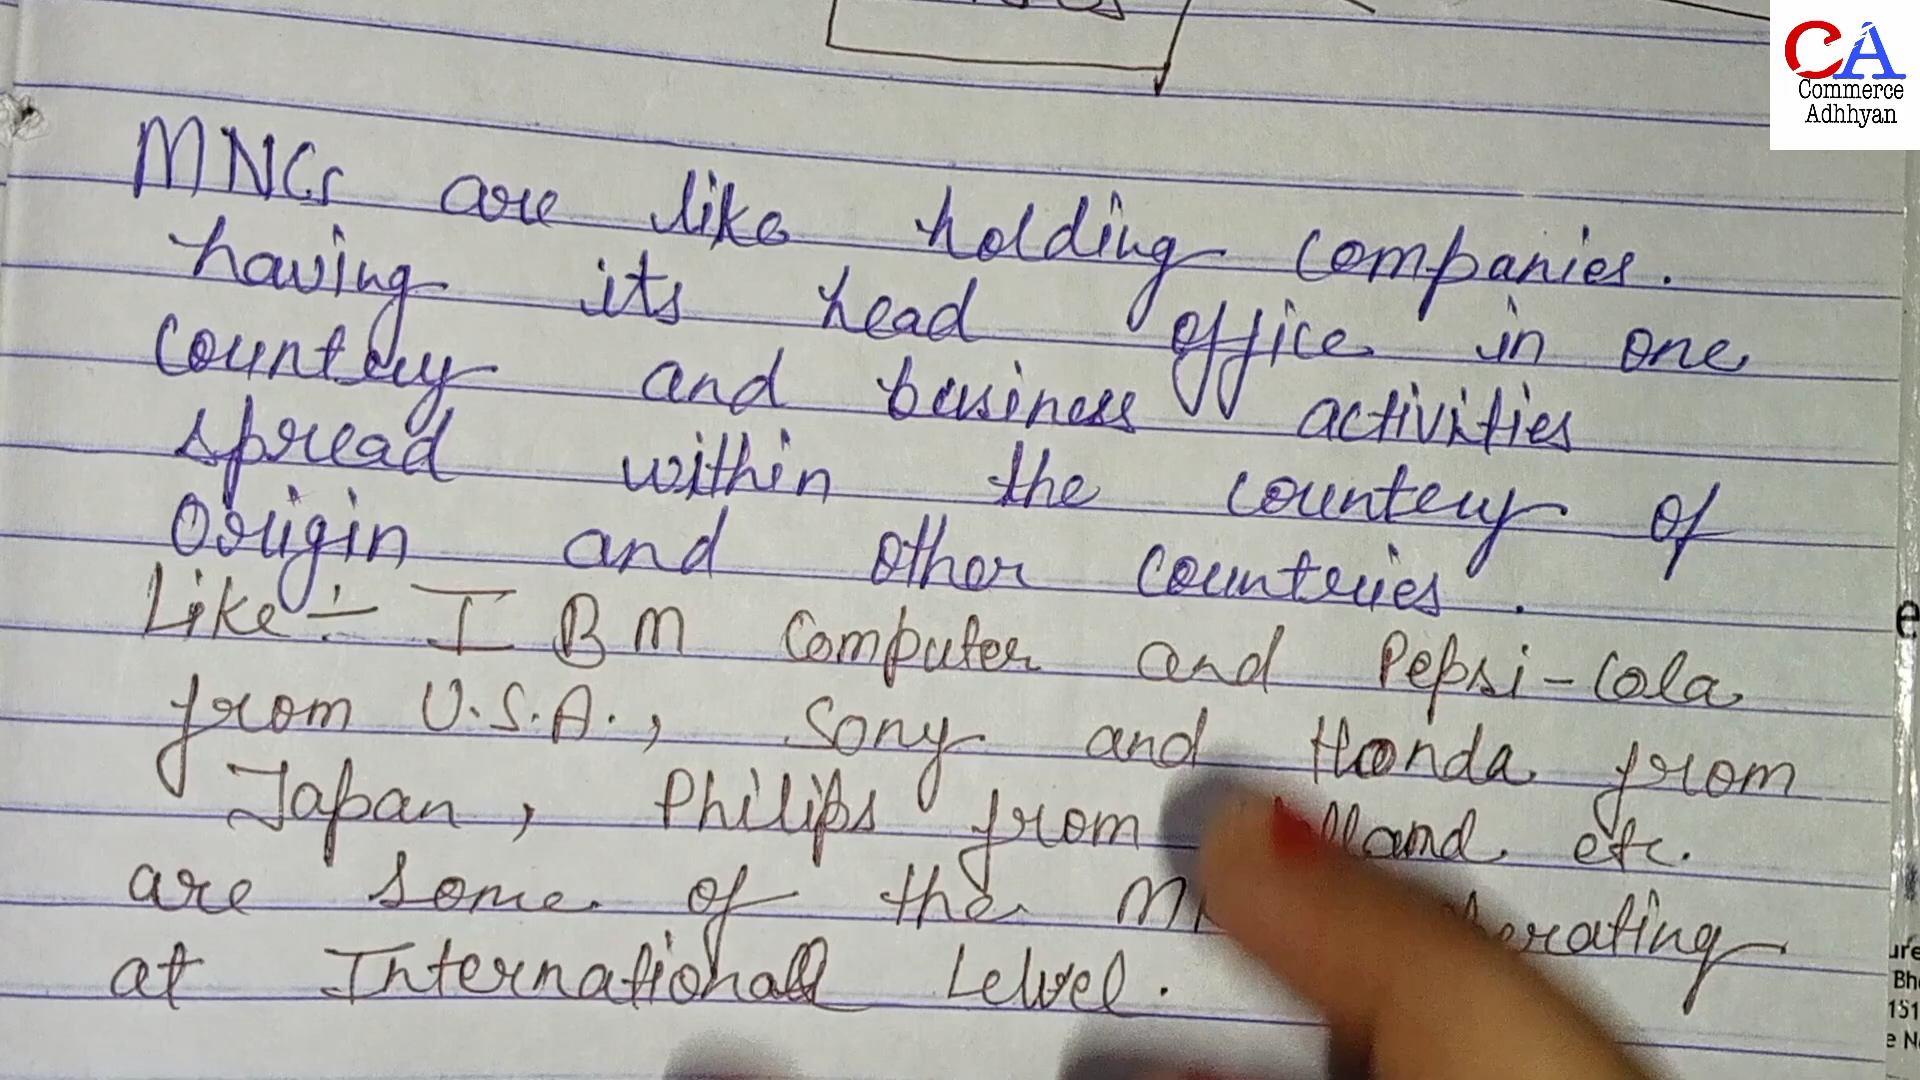 CA
Commerce
Adhhyan
MNCs are like holding companies.
having its head office in one
country and business activities
spread within the country of
origin and other countries.
Like:- IBM Computer and Pepsi-Cola
from U.S.A., Sony and Honda from
Japan, Philips from etc.
are some of the
at International Level.